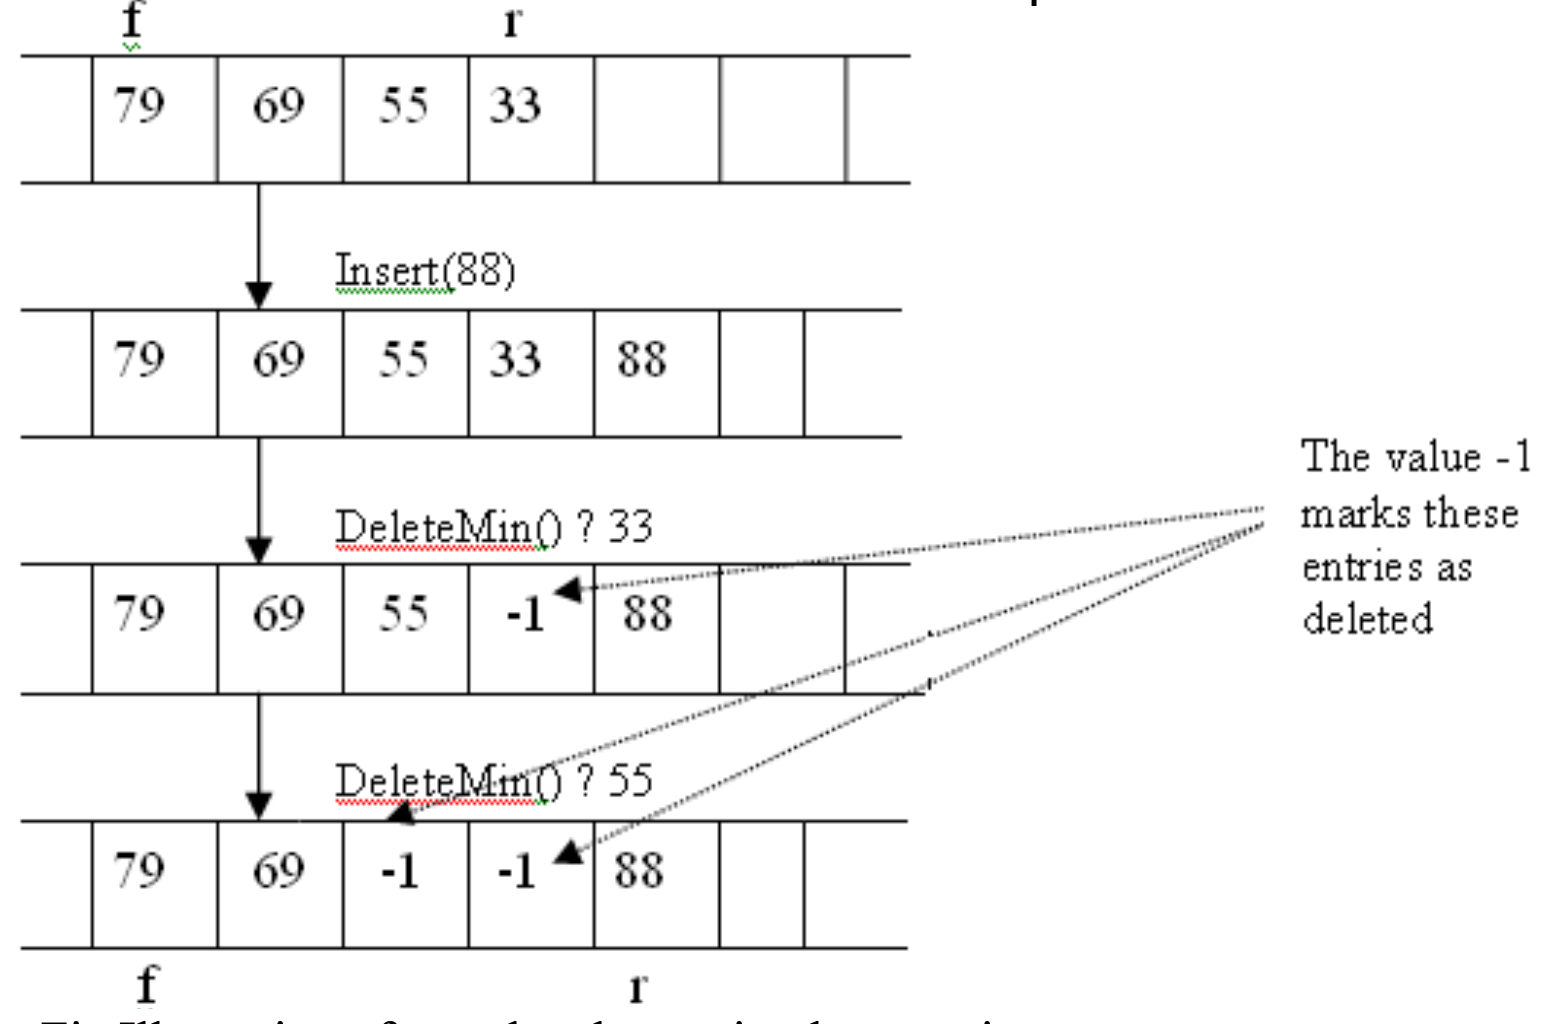 f r
79 69 55 33
Insert(88)
79 69 55 33 88
DeleteMin() ? 33
79 69 55 -1 88
The value -1
marks these
entries as
deleted
DeleteMin() ? 55
79 69 -1 -1 88
f r